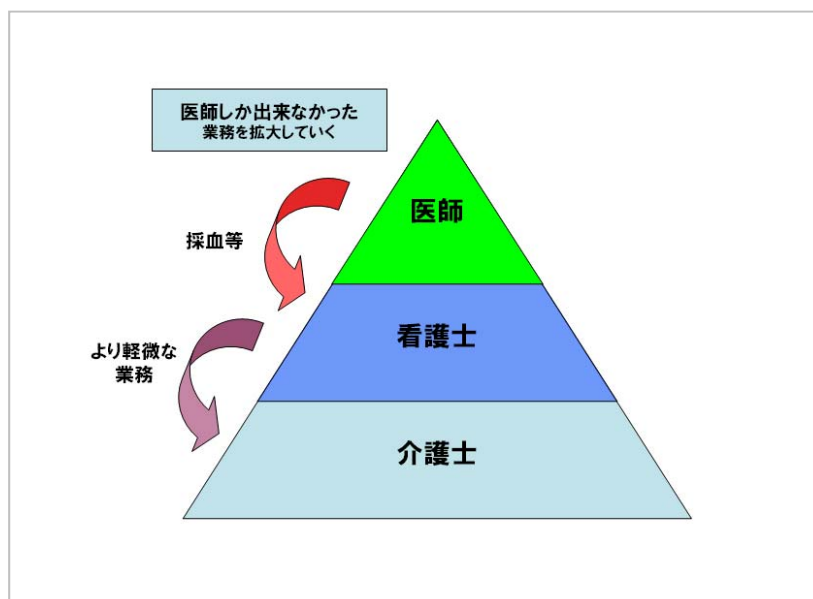 医師しか出来なかった
業務を拡大していく
医師
採血等
看護士
より軽微な
業務
介護士